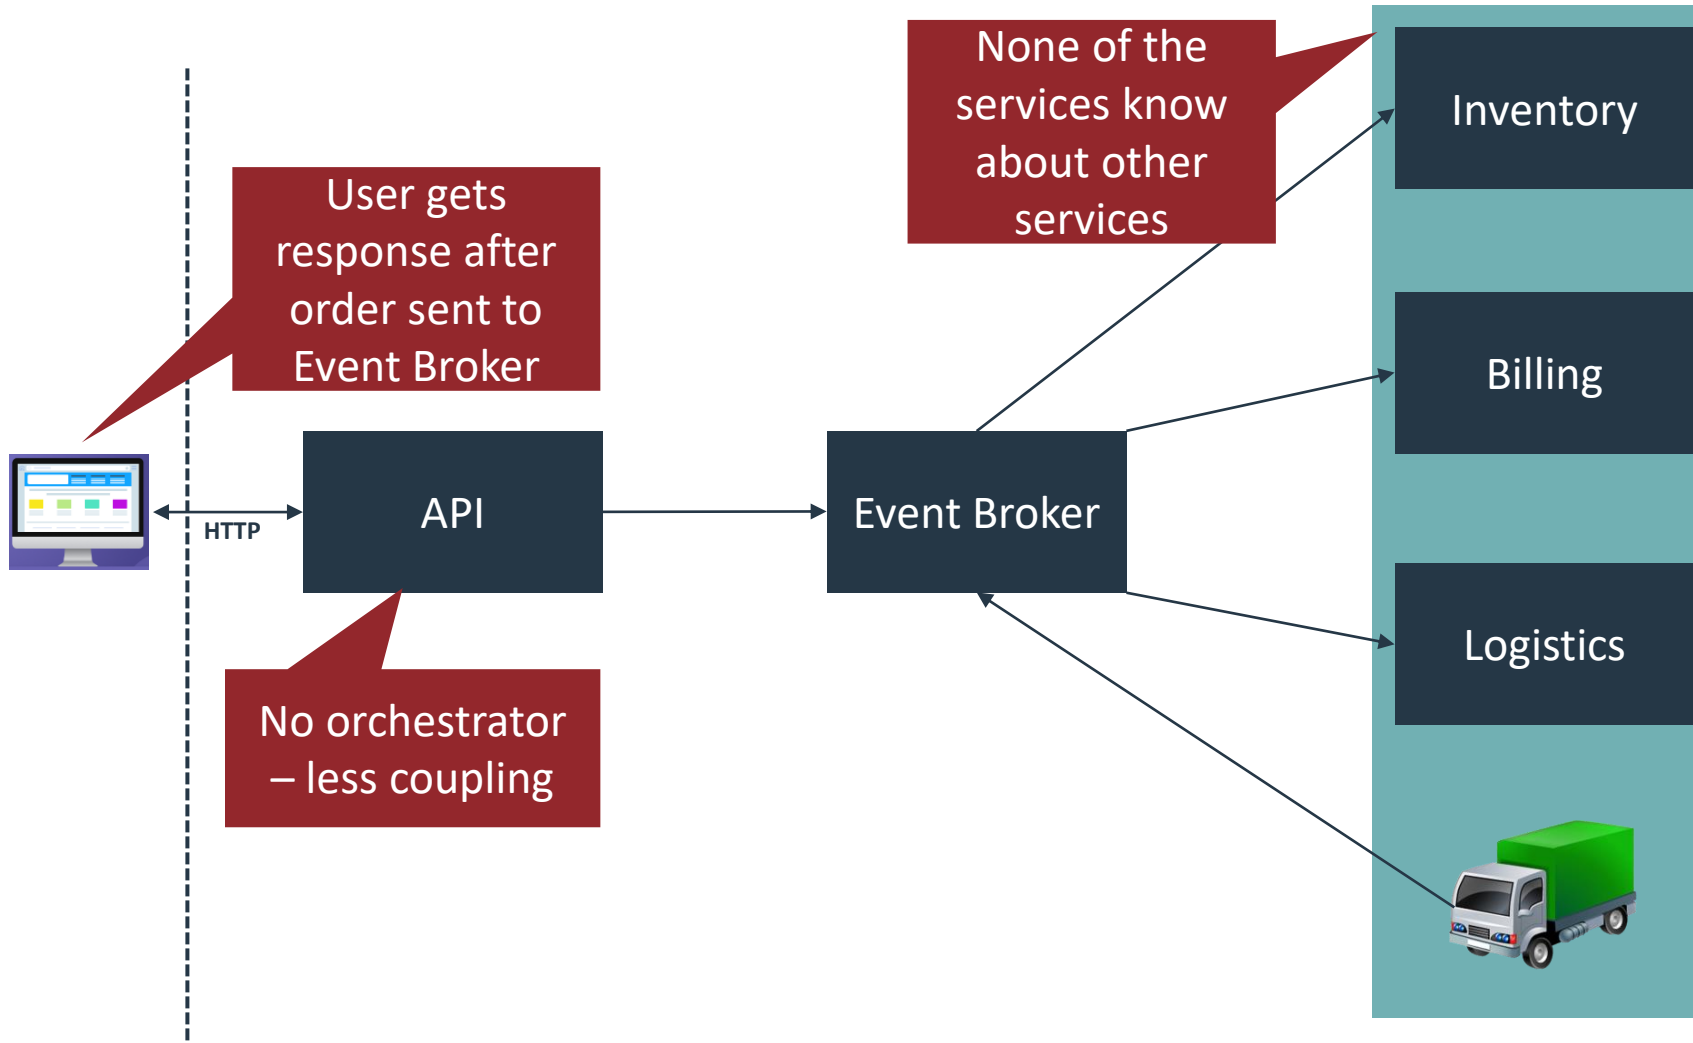 None of the
services know
about other
services
Inventory
User gets
response after
order sent to
Event Broker
Billing
HTTP
API
Event Broker
Logistics
No orchestrator
– less coupling